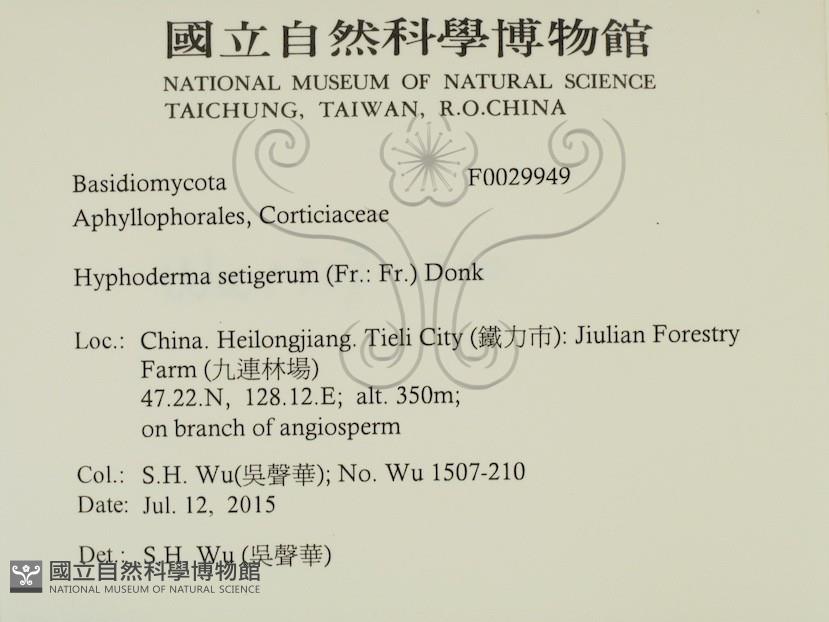 國立自然科學博物館
NATIONAL MUSEUM OF NATURAL SCIENCE
TAICHUNG, TAIWAN, R.O.CHINA
Basidiomycota F0029949
Aphyllophorales, Corticiaceae
Hyphoderma setigerum (Fr.: Fr.) Donk
Loc.: China. Heilongjiang. Tieli City (鐵力市): Jiulian Forestry
Farm (九連林場)
47.22.N, 128.12.E; alt. 350m;
on branch of angiosperm
Col.: S.H. Wu(吳聲華); No. Wu 1507-210
Date: Jul. 12, 2015
Det.: S.H. Wu (吳聲華)
國立自然科學博物館
NATIONAL MUSEUM OF NATURAL SCIENCE